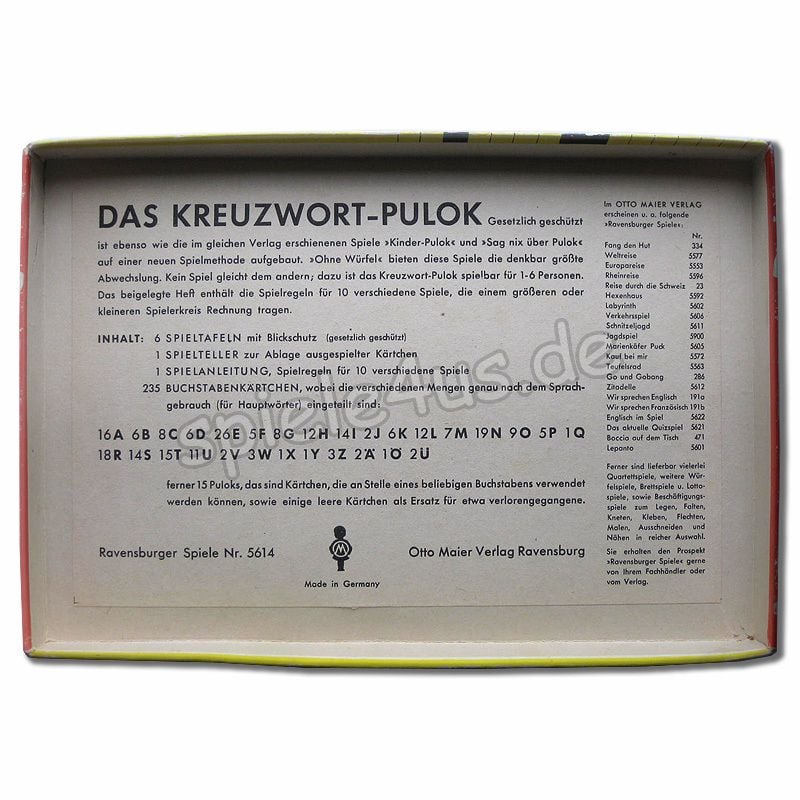 DAS KREUZWORT-PULOK Gesetzlich geschützt
ist ebenso wie die im gleichen Verlag erschienenen Spiele »Kinder-Pulok« und »Sag nix über Pulok«
auf einer neuen Spielmethode aufgebaut. »Ohne Würfel« bieten diese Spiele die denkbar größte
Abwechslung. Kein Spiel gleicht dem andern; dazu ist das Kreuzwort-Pulok spielbar für 1-6 Personen.
Das beigelegte Heft enthält die Spielregeln für 10 verschiedene Spiele, die einem größeren oder
kleineren Spielerkreis Rechnung tragen.
INHALT: 6 SPIELTAFELN mit Blickschutz (gesetzlich geschützt)
1 SPIELTELLER zur Ablage ausgespielter Kärtchen
1 SPIELANLEITUNG, Spielregeln für 10 verschiedene Spiele
235 BUCHSTABENKÄRTCHEN, wobei die verschiedenen Mengen genau nach dem Sprach-
gebrauch (für Hauptwörter) eingeteilt sind:
16A 6B 8C 6D 26E 5F 8G 12H 14I 2J 6K 12L 7M 19N 9O 5P 1Q
18R 14S 15T 11U 2V 3W 1X 1Y 3Z 2Ä 1Ö 2Ü
ferner 15 Puloks, das sind Kärtchen, die an Stelle eines beliebigen Buchstabens verwendet
werden können, sowie einige leere Kärtchen als Ersatz für etwa verlorengegangene.
Ravensburger Spiele Nr. 5614
M
Otto Maier Verlag Ravensburg
Made in Germany
Im OTTO MAIER VERLAG
erscheinen u. a. folgende
»Ravensburger Spiele«:
Nr.
Fang den Hut 334
Weltreise 5577
Europareise 5553
Rheinreise 5596
Reise durch die Schweiz 23
Hexenhaus 5592
Labyrinth 5602
Verkehrsspiel 5606
Schnitzeljagd 5611
Jagdspiel 5900
Marienkäfer Puck 5605
Kauf bei mir 5572
Teufelsrad 5563
Go und Gobang 286
Zitadelle 5612
Wir sprechen Englisch 191a
Wir sprechen Französisch 191b
Englisch im Spiel 5622
Das aktuelle Quizspiel 5621
Boccia auf dem Tisch 471
Lepanto 5601
Ferner sind lieferbar vielerlei
Quartettspiele, weitere Wür-
felspiele, Brettspiele u. Lotto-
spiele, sowie Beschäftigungs-
spiele zum Legen, Falten,
Kneten, Kleben, Flechten,
Malen, Ausschneiden und
Nähen in reicher Auswahl.
Sie erhalten den Prospekt
»Ravensburger Spiele« gerne
von Ihrem Fachhändler oder
vom Verlag.
spiele4us.de